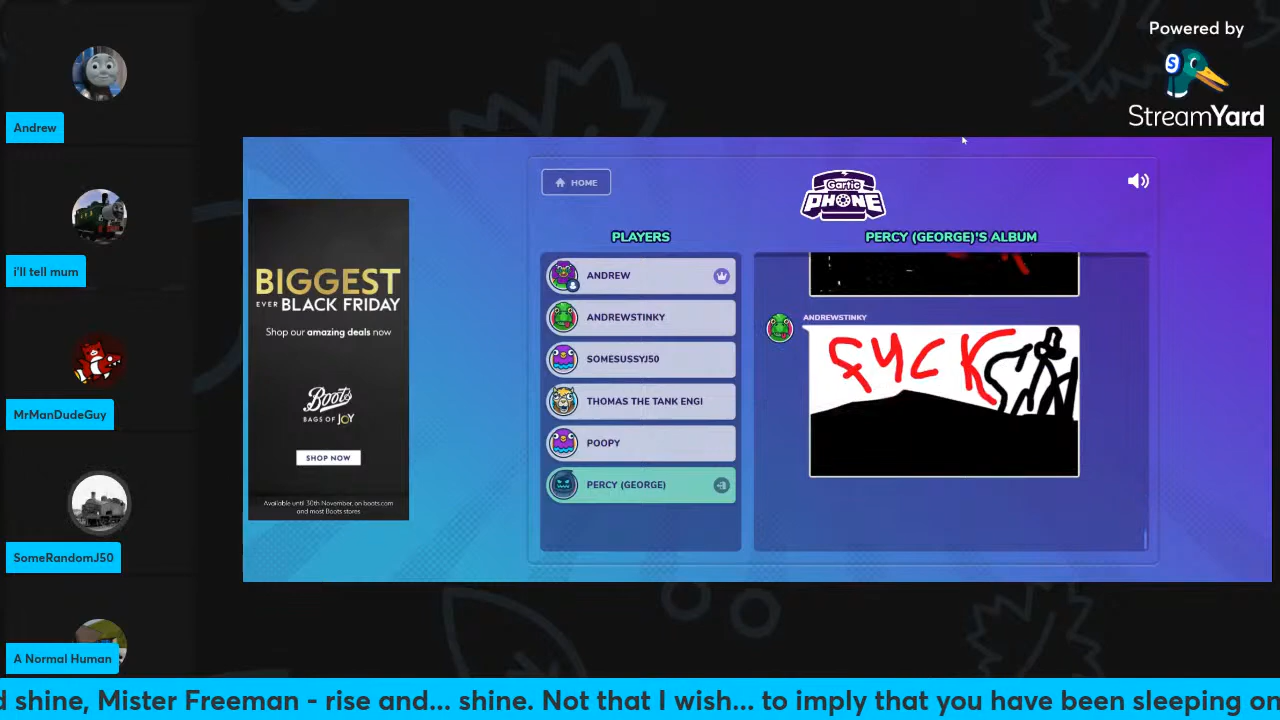 Powered by
StreamYard
Andrew
i'll tell mum
MrManDudeGuy
SomeRandomJ50
A Normal Human
HOME
Gartic
PHONE
PLAYERS
PERCY (GEORGE)'S ALBUM
ANDREW
ANDREWSTINKY
SOMESUSSYJ50
THOMAS THE TANK ENGI
POOPY
PERCY (GEORGE)
ANDREWSTINKY
FYCK
BIGGEST
EVER BLACK FRIDAY
Shop our amazing deals now
Boots
BAGS OF JOY
SHOP NOW
Available until 30th November, on boots.com
and most Boots stores
d shine, Mister Freeman - rise and... shine. Not that I wish... to imply that you have been sleeping on